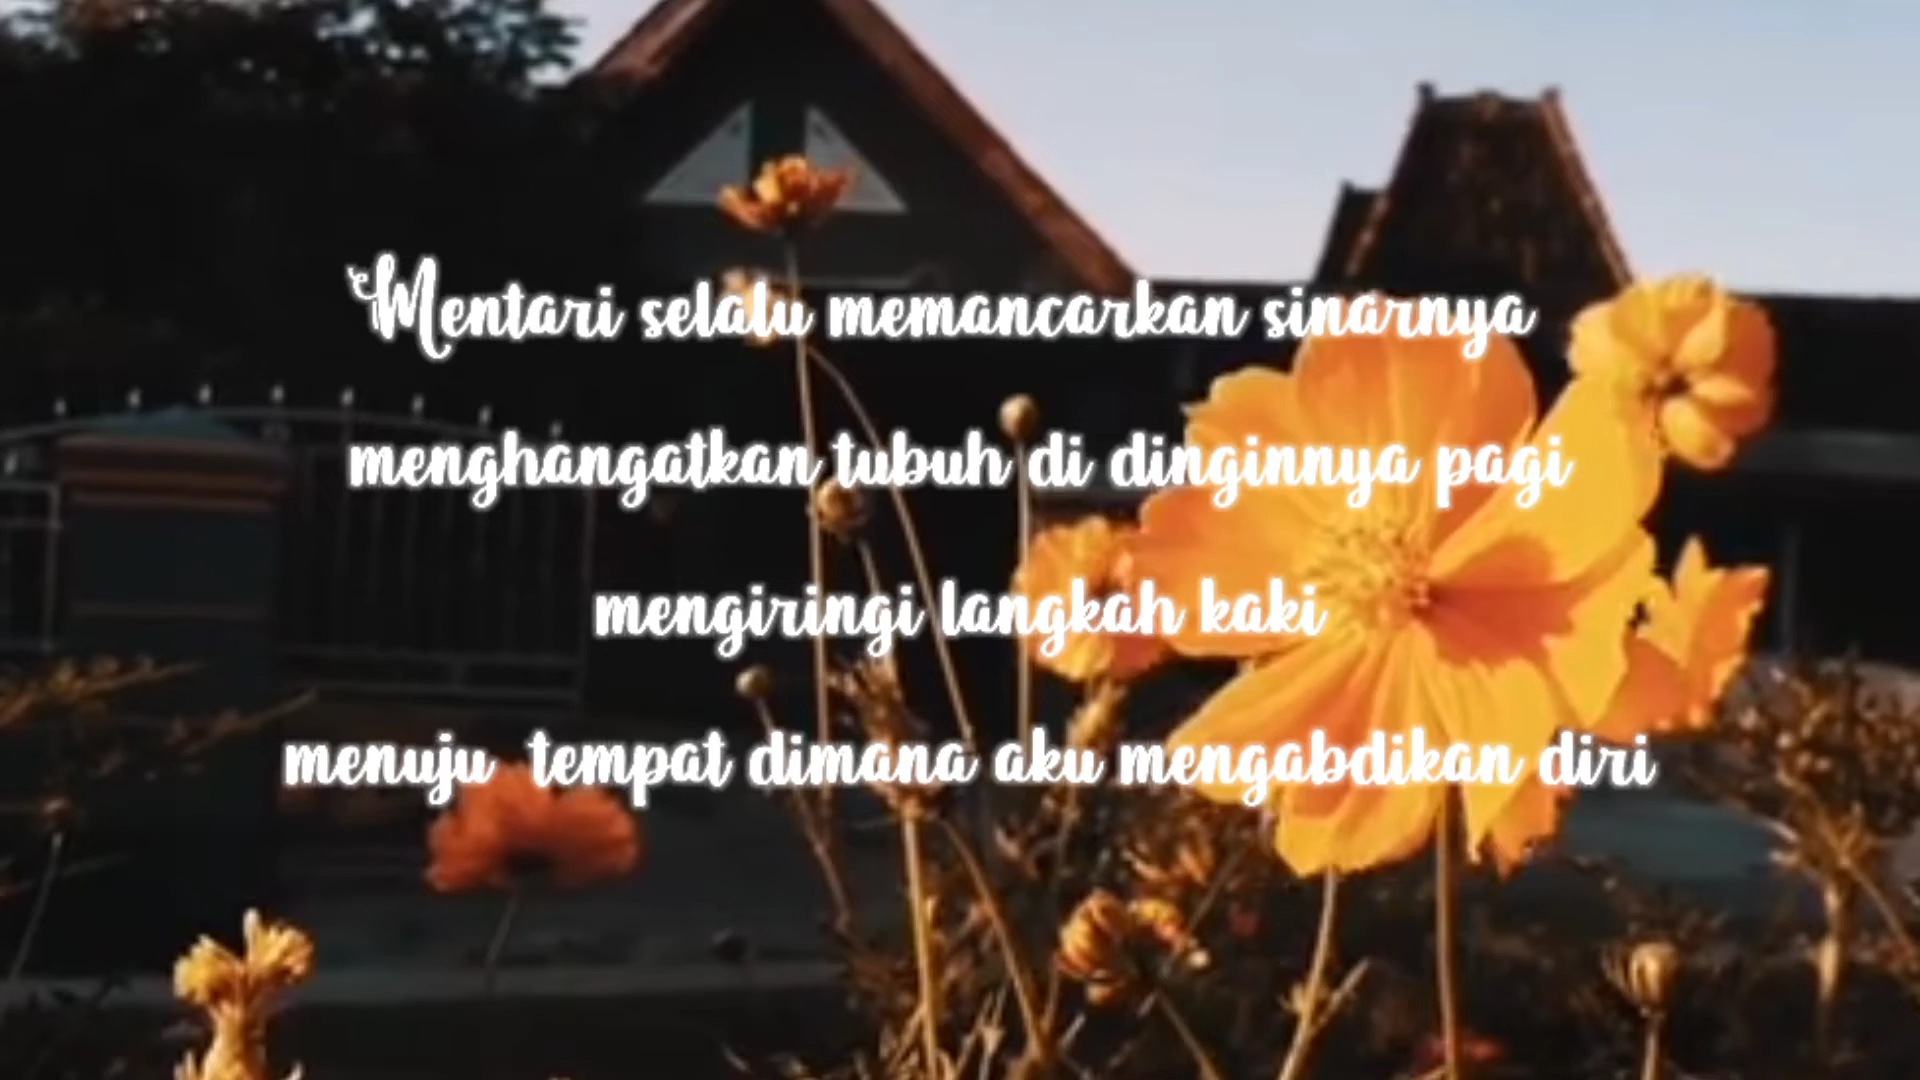 Mentari selalu memancarkan sinarnya
menghangatkan tubuh di dinginnya pagi
mengiringi langkah kaki
menuju tempat dimana aku mengabdikan diri